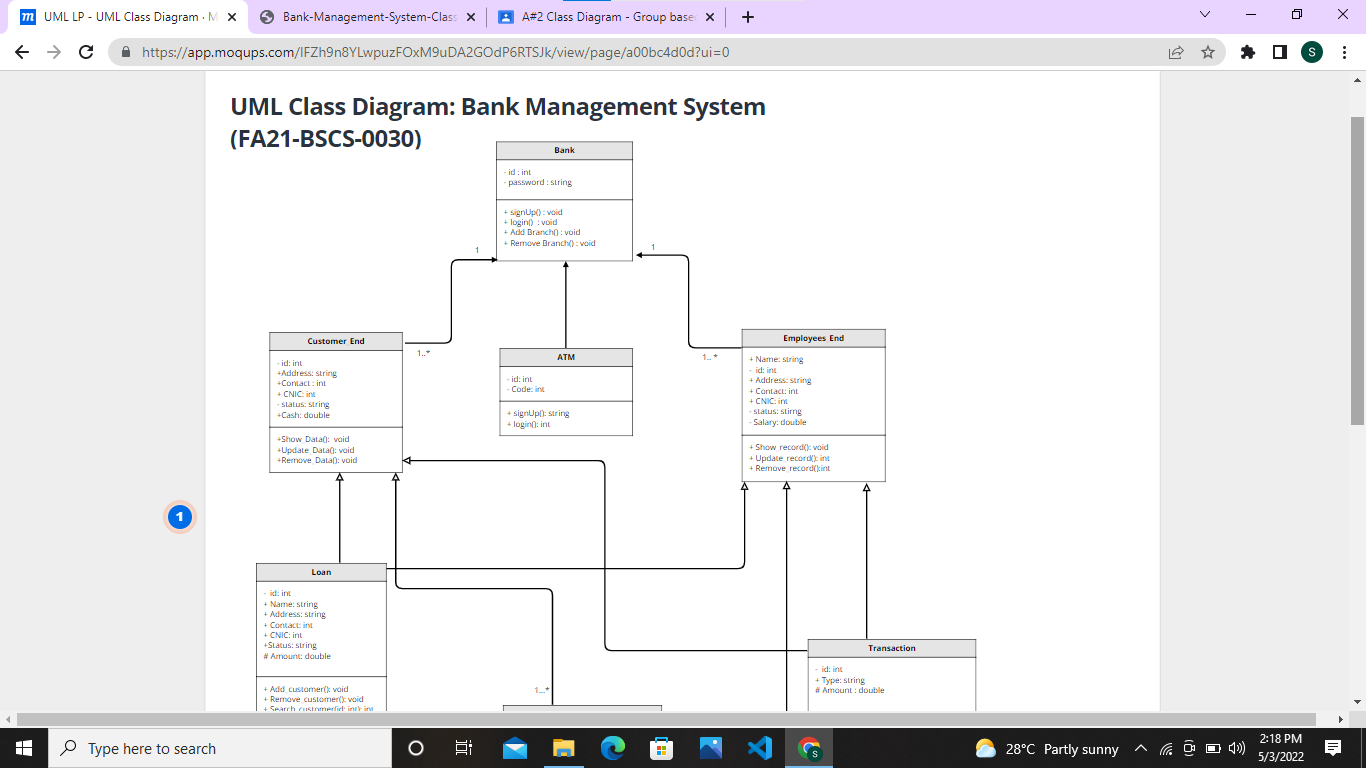 UML LP - UML Class Diagram · M
Bank-Management-System-Class
A#2 Class Diagram - Group base
https://app.moqups.com/IFZh9n8YLwpuzFOxM9uDA2GOdP6RTSJk/view/page/a00bc4d0d?ui=0
S
UML Class Diagram: Bank Management System
(FA21-BSCS-0030)
Bank
- id : int
- password : string
+ signUp() : void
+ login() : void
+ Add Branch() : void
+ Remove Branch() : void
1
1
Customer_End
- id: int
+Address: string
+Contact : int
+ CNIC: int
- status: string
+Cash: double
+Show_Data(): void
+Update_Data(): void
+Remove_Data(): void
1..*
ATM
- id: int
- Code: int
+ signUp(): string
+ login(): int
1.. *
Employees_End
+ Name: string
- id: int
+ Address: string
+ Contact: int
+ CNIC: int
- status: stirng
- Salary: double
+ Show_record(): void
+ Update_record(): int
+ Remove_record():int
1
Loan
- id: int
+ Name: string
+ Address: string
+ Contact: int
+ CNIC: int
+Status: string
# Amount: double
+ Add_customer(): void
+ Remove_customer(): void
+ Search_customer(id: int): int
1...*
Transaction
- id: int
+ Type: string
# Amount : double
Type here to search
S
28°C Partly sunny
2:18 PM
5/3/2022